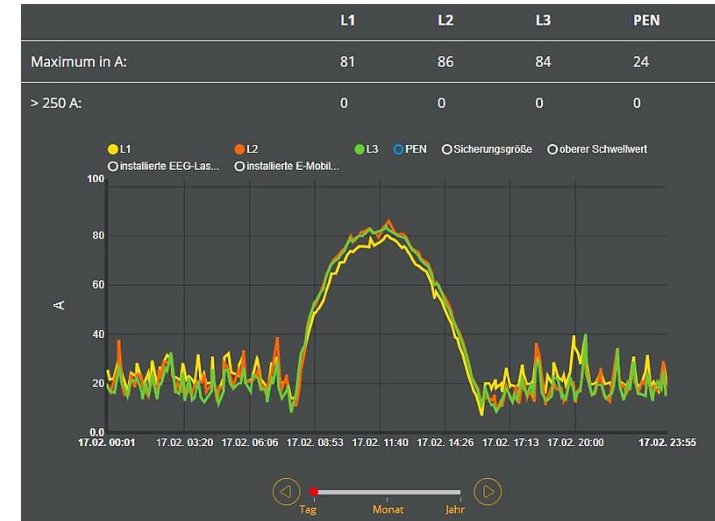 L1 L2 L3 PEN
Maximum in A: 81 86 84 24
> 250 A: 0 0 0 0
L1 L2 L3 PEN Sicherungsgröße oberer Schwellwert
installierte EEG-Las... installierte E-Mobil...
100
80
60
A
40
20
0.0
17.02. 00:01 17.02. 03:20 17.02. 06:06 17.02. 08:53 17.02. 11:40 17.02. 14:26 17.02. 17:13 17.02. 20:00 17.02. 23:55
Tag Monat Jahr